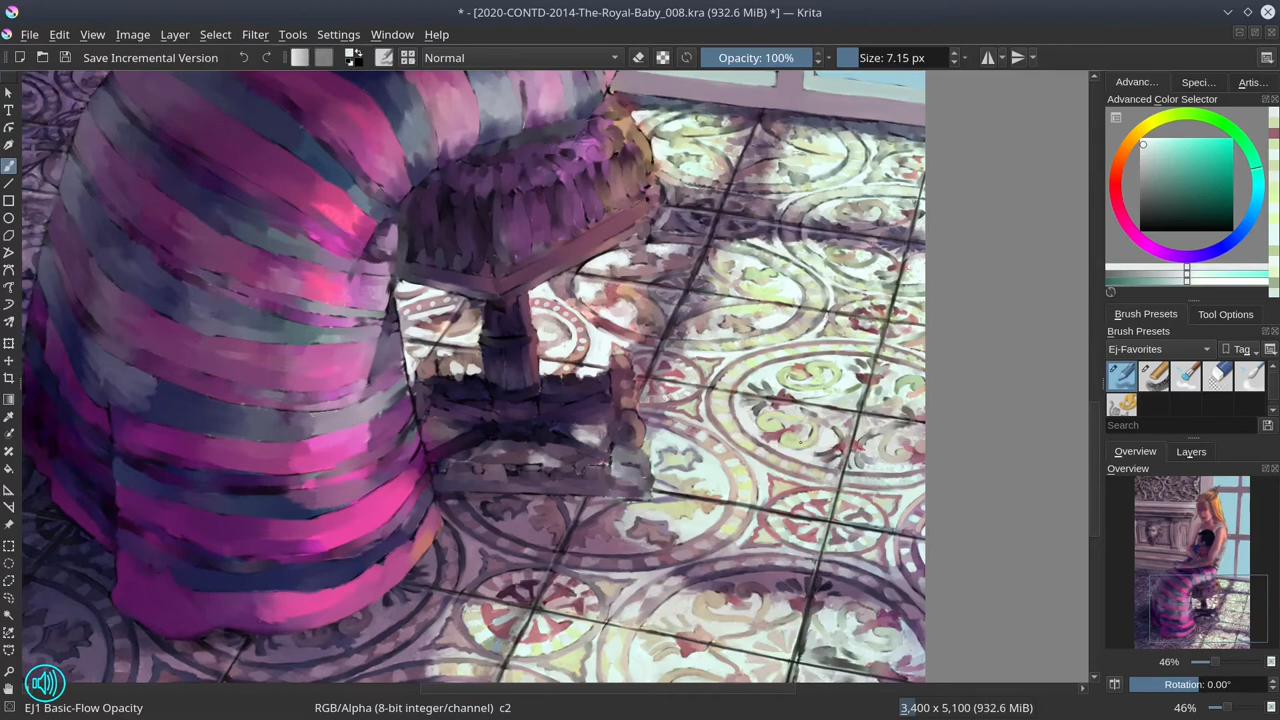 * - [2020-CONTD-2014-The-Royal-Baby_008.kra (932.6 MiB) *] — Krita
File Edit View Image Layer Select Filter Tools Settings Window Help
Save Incremental Version Normal Opacity: 100% Size: 7.15 px
Advanc... Speci... Artis...
Advanced Color Selector
Brush Presets Tool Options
Brush Presets
Ej-Favorites Tag
Search
Overview Layers
Overview
46%
Rotation: 0.00°
EJ1 Basic-Flow Opacity RGB/Alpha (8-bit integer/channel) c2 3,400 x 5,100 (932.6 MiB) 46%